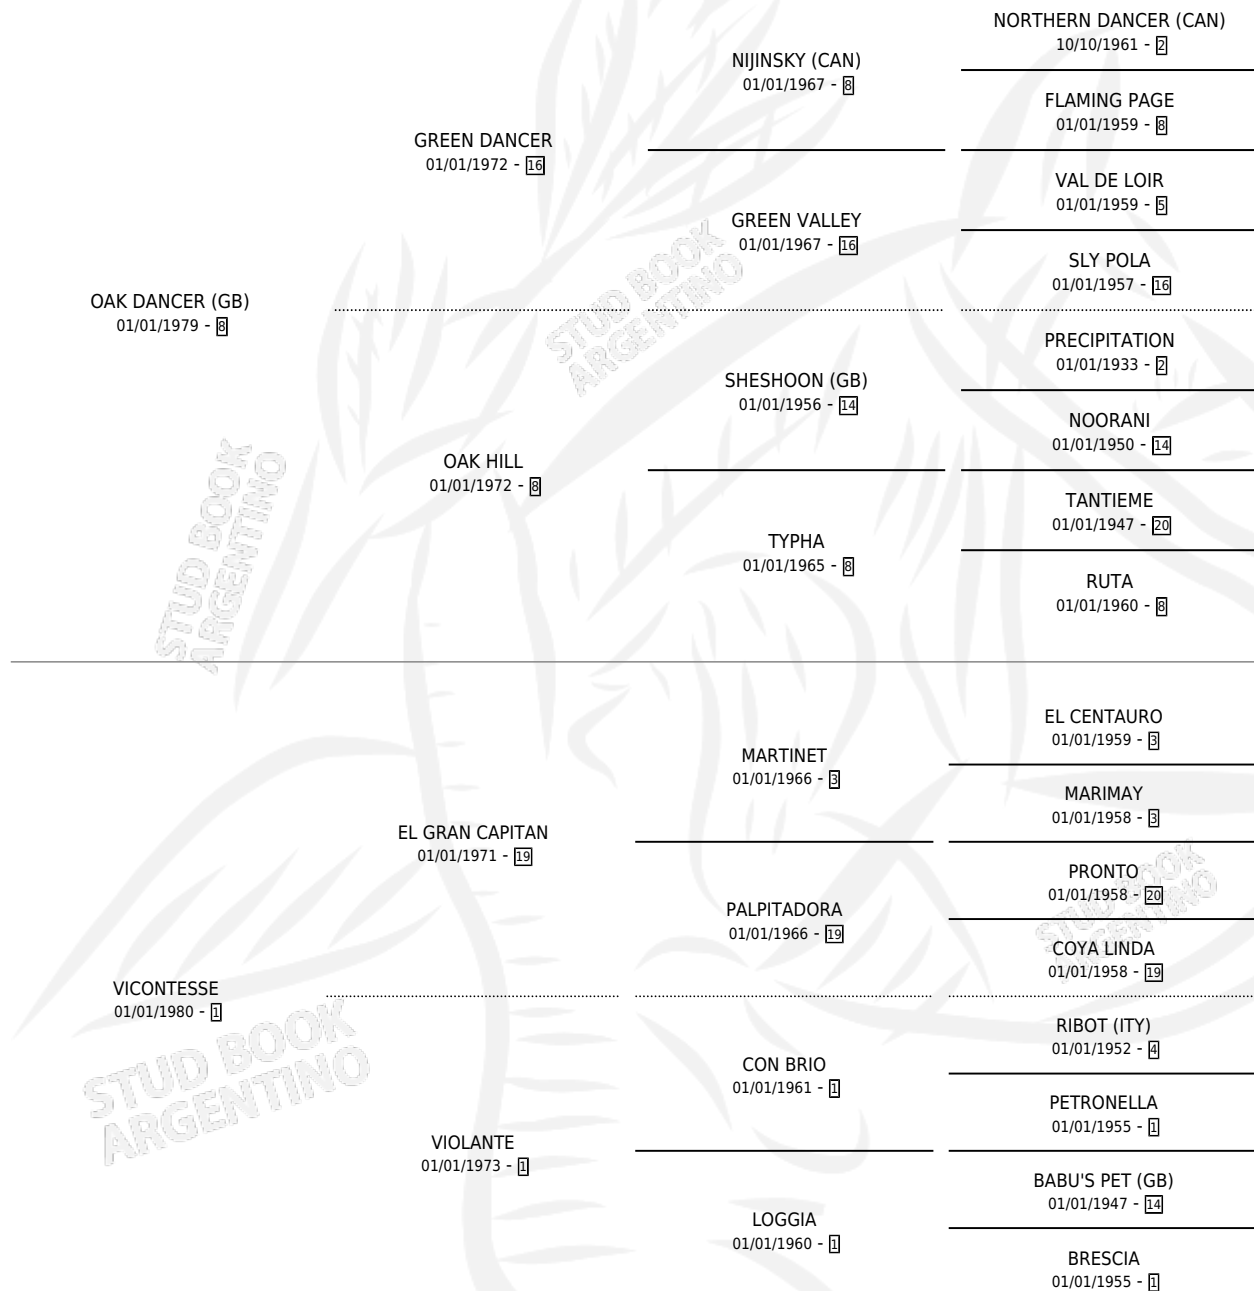 NORTHERN DANCER (CAN)
10/10/1961 - 2
NIJINSKY (CAN)
01/01/1967 - 8
FLAMING PAGE
01/01/1959 - 8
GREEN DANCER
01/01/1972 - 16
VAL DE LOIR
01/01/1959 - 5
GREEN VALLEY
01/01/1967 - 16
SLY POLA
01/01/1957 - 16
OAK DANCER (GB)
01/01/1979 - 8
PRECIPITATION
01/01/1933 - 2
SHESHOON (GB)
01/01/1956 - 14
NOORANI
01/01/1950 - 14
OAK HILL
01/01/1972 - 8
TANTIEME
01/01/1947 - 20
TYPHA
01/01/1965 - 8
RUTA
01/01/1960 - 8
STUD BOOK
ARGENTINO
STUD BOOK
ARGENTINO
EL CENTAURO
01/01/1959 - 3
MARTINET
01/01/1966 - 3
MARIMAY
01/01/1958 - 3
EL GRAN CAPITAN
01/01/1971 - 19
PRONTO
01/01/1958 - 20
PALPITADORA
01/01/1966 - 19
COYA LINDA
01/01/1958 - 19
STUD BOOK
ARGENTINO
VICONTESSE
01/01/1980 - 1
RIBOT (ITY)
01/01/1952 - 4
CON BRIO
01/01/1961 - 1
PETRONELLA
01/01/1955 - 1
STUD BOOK
ARGENTINO
VIOLANTE
01/01/1973 - 1
BABU'S PET (GB)
01/01/1947 - 14
LOGGIA
01/01/1960 - 1
BRESCIA
01/01/1955 - 1